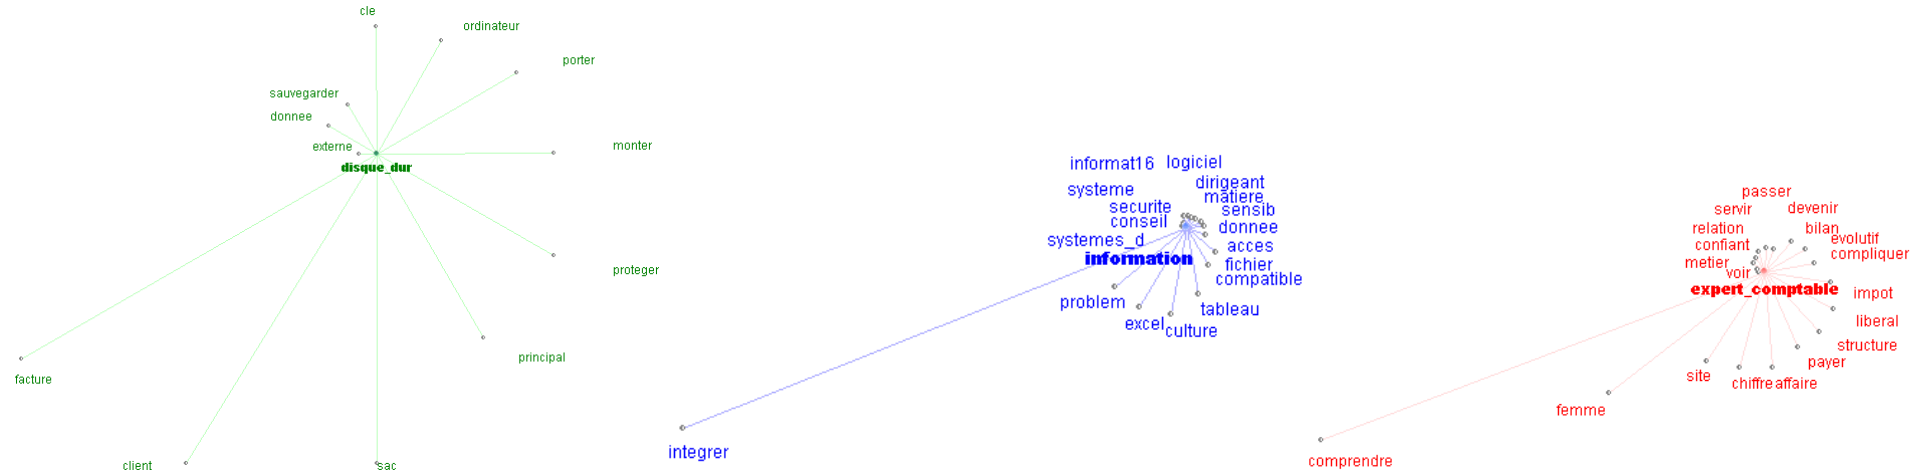 cle
ordinateur
porter
sauvegarder
donnee
externe
disque_dur
monter
proteger
principal
facture
client
sac
informat16
logiciel
systeme
dirigeant
matiere
securite
sensib
conseil
donnee
systemes_d
acces
information
fichier
compatible
problem
tableau
excel
culture
integrer
passer
servir
devenir
relation
bilan
confiant
evolutif
compliquer
metier
voir
expert_comptable
impot
liberal
structure
payer
site
chiffre
affaire
femme
comprendre